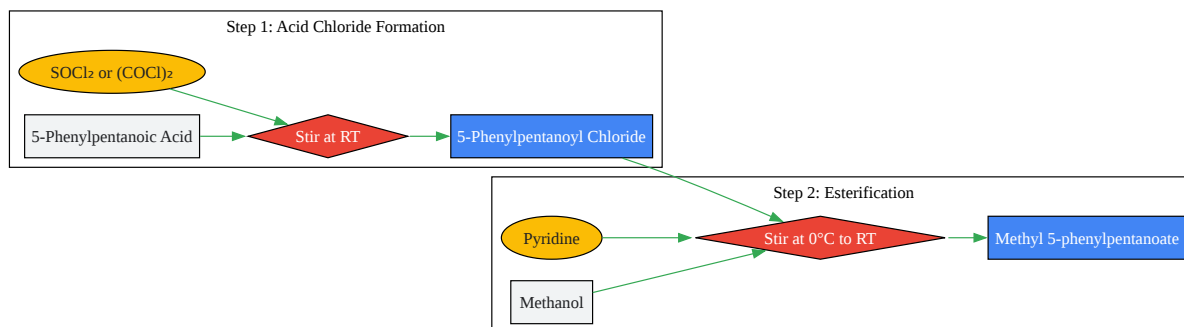 Step 1: Acid Chloride Formation
SOCl₂ or (COCl)₂
5-Phenylpentanoic Acid
Stir at RT
5-Phenylpentanoyl Chloride
Step 2: Esterification
Pyridine
Stir at 0°C to RT
Methyl 5-phenylpentanoate
Methanol